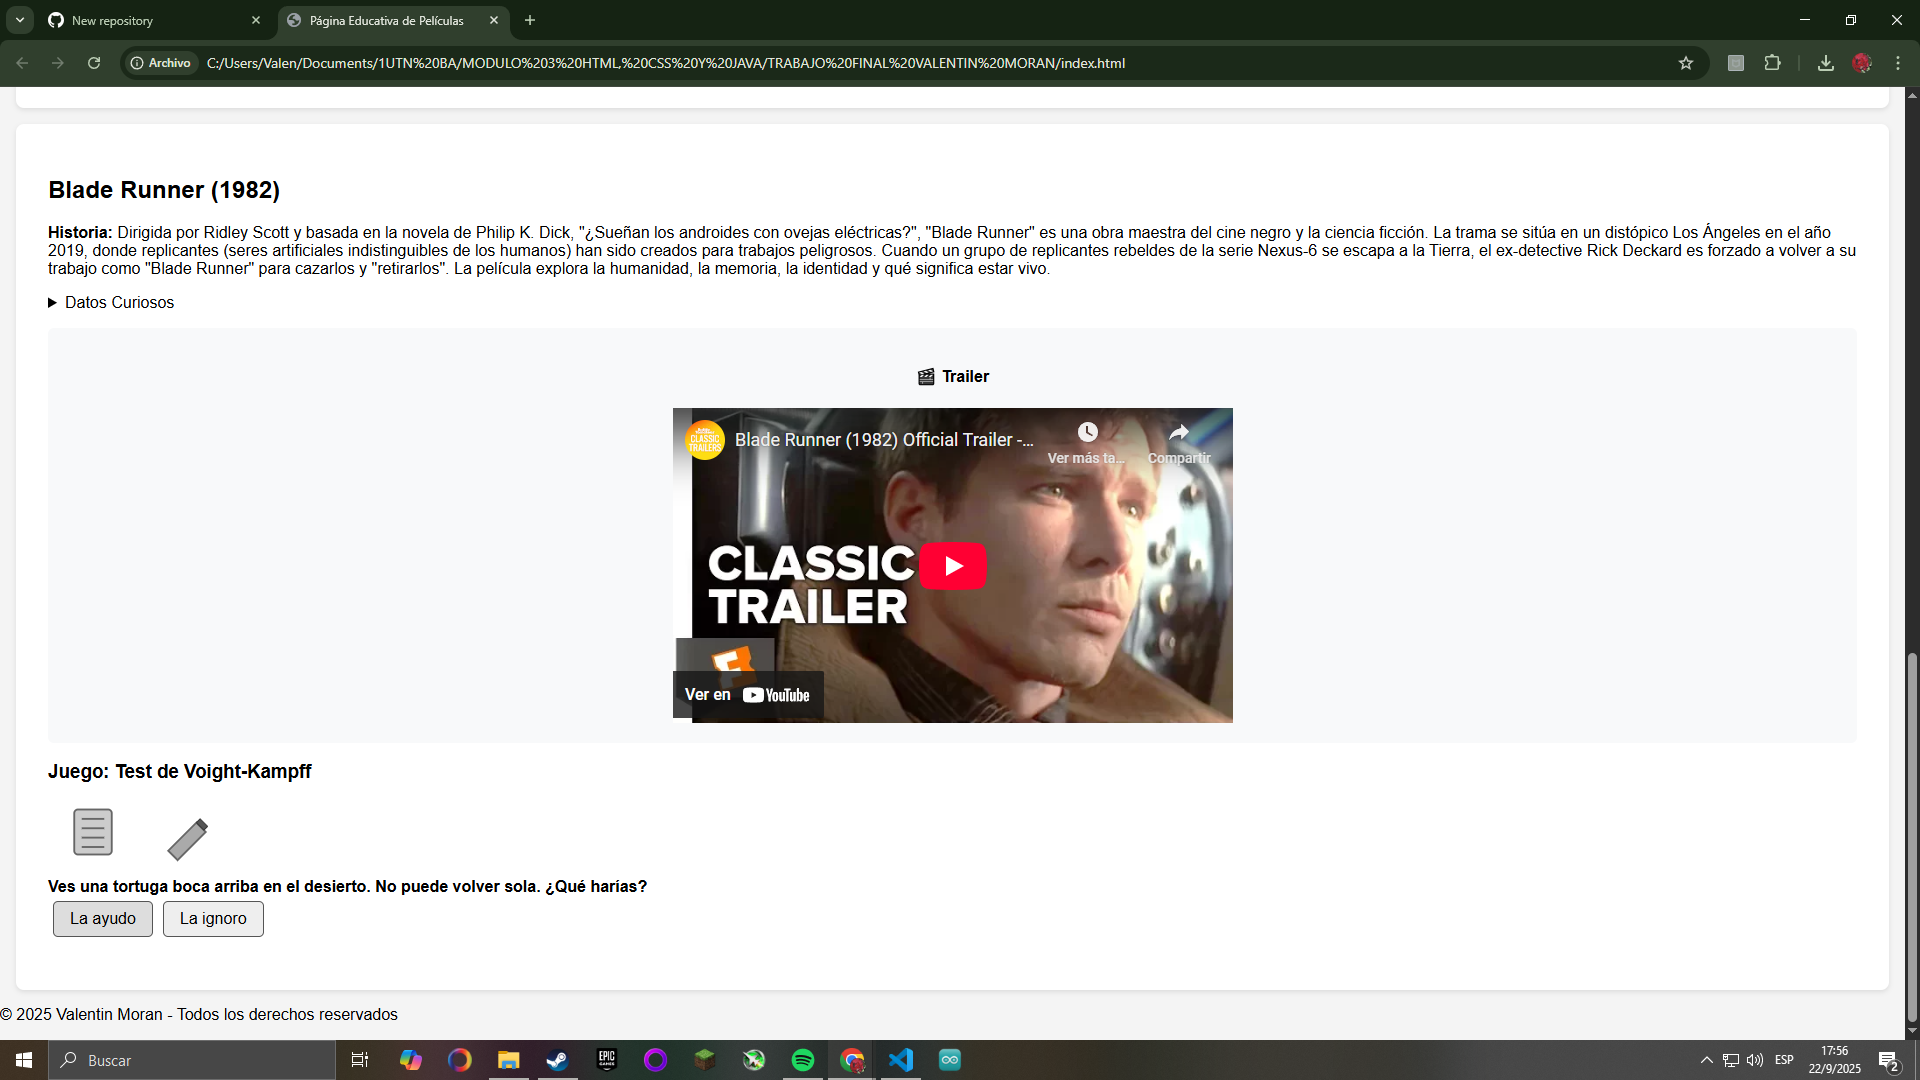 New repository
Página Educativa de Películas
Archivo
C:/Users/Valen/Documents/1UTN%20BA/MODULO%203%20HTML,%20CSS%20Y%20JAVA/TRABAJO%20FINAL%20VALENTIN%20MORAN/index.html
Blade Runner (1982)
Historia: Dirigida por Ridley Scott y basada en la novela de Philip K. Dick, "¿Sueñan los androides con ovejas eléctricas?", "Blade Runner" es una obra maestra del cine negro y la ciencia ficción. La trama se sitúa en un distópico Los Ángeles en el año
2019, donde replicantes (seres artificiales indistinguibles de los humanos) han sido creados para trabajos peligrosos. Cuando un grupo de replicantes rebeldes de la serie Nexus-6 se escapa a la Tierra, el ex-detective Rick Deckard es forzado a volver a su
trabajo como "Blade Runner" para cazarlos y "retirarlos". La película explora la humanidad, la memoria, la identidad y qué significa estar vivo.
Datos Curiosos
Trailer
CLASSIC TRAILERS
Blade Runner (1982) Official Trailer -...
Ver más ta...
Compartir
CLASSIC
TRAILER
Ver en YouTube
Juego: Test de Voight-Kampff
Ves una tortuga boca arriba en el desierto. No puede volver sola. ¿Qué harías?
La ayudo
La ignoro
© 2025 Valentin Moran - Todos los derechos reservados
Buscar
EPIC GAMES
ESP
17:56
22/9/2025
2